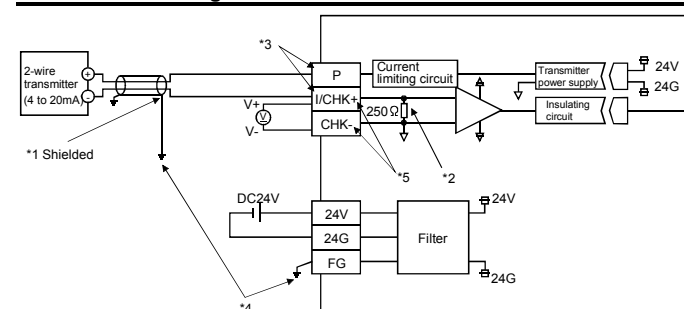 *3
2-wire
transmitter
(4 to 20mA)
+
-
P
Current
limiting circuit
Transmitter
power supply
24V
24G
V+
V
V-
I/CHK+
CHK-
250Ω
Insulating
circuit
*1 Shielded
*5
*2
DC24V
24V
24G
FG
Filter
24V
24G
*4